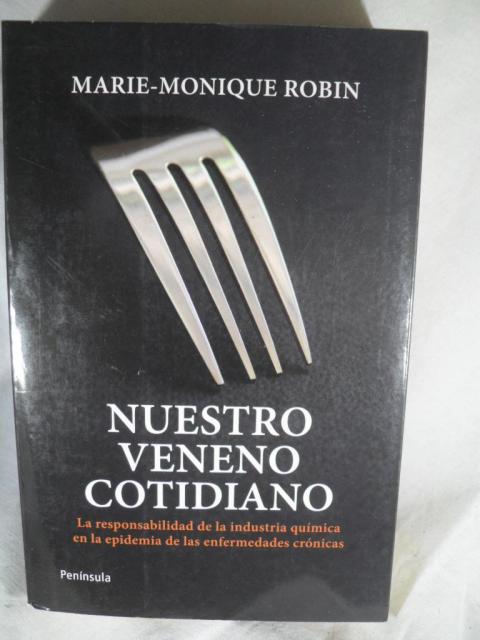 MARIE-MONIQUE ROBIN
NUESTRO
VENENO
COTIDIANO
La responsabilidad de la industria química
en la epidemia de las enfermedades crónicas
Península